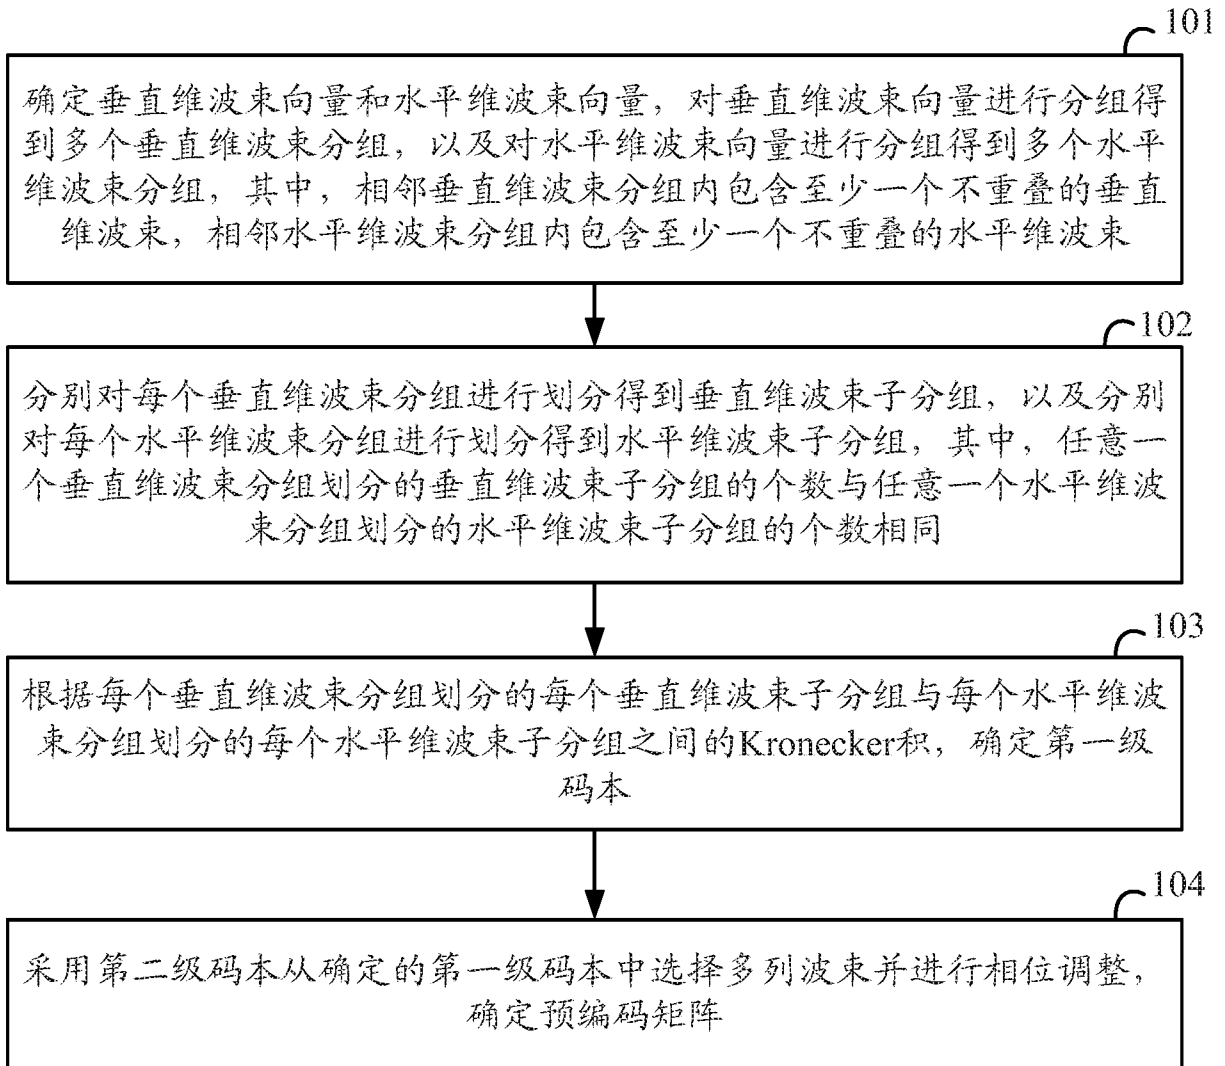 101
确定垂直维波束向量和水平维波束向量，对垂直维波束向量进行分组得
到多个垂直维波束分组，以及对水平维波束向量进行分组得到多个水平
维波束分组，其中，相邻垂直维波束分组内包含至少一个不重叠的垂直
维波束，相邻水平维波束分组内包含至少一个不重叠的水平维波束
102
分别对每个垂直维波束分组进行划分得到垂直维波束子分组，以及分别
对每个水平维波束分组进行划分得到水平维波束子分组，其中，任意一
个垂直维波束分组划分的垂直维波束子分组的个数与任意一个水平维波
束分组划分的水平维波束子分组的个数相同
103
根据每个垂直维波束分组划分的每个垂直维波束子分组与每个水平维波
束分组划分的每个水平维波束子分组之间的Kronecker积，确定第一级
码本
104
采用第二级码本从确定的第一级码本中选择多列波束并进行相位调整，
确定预编码矩阵